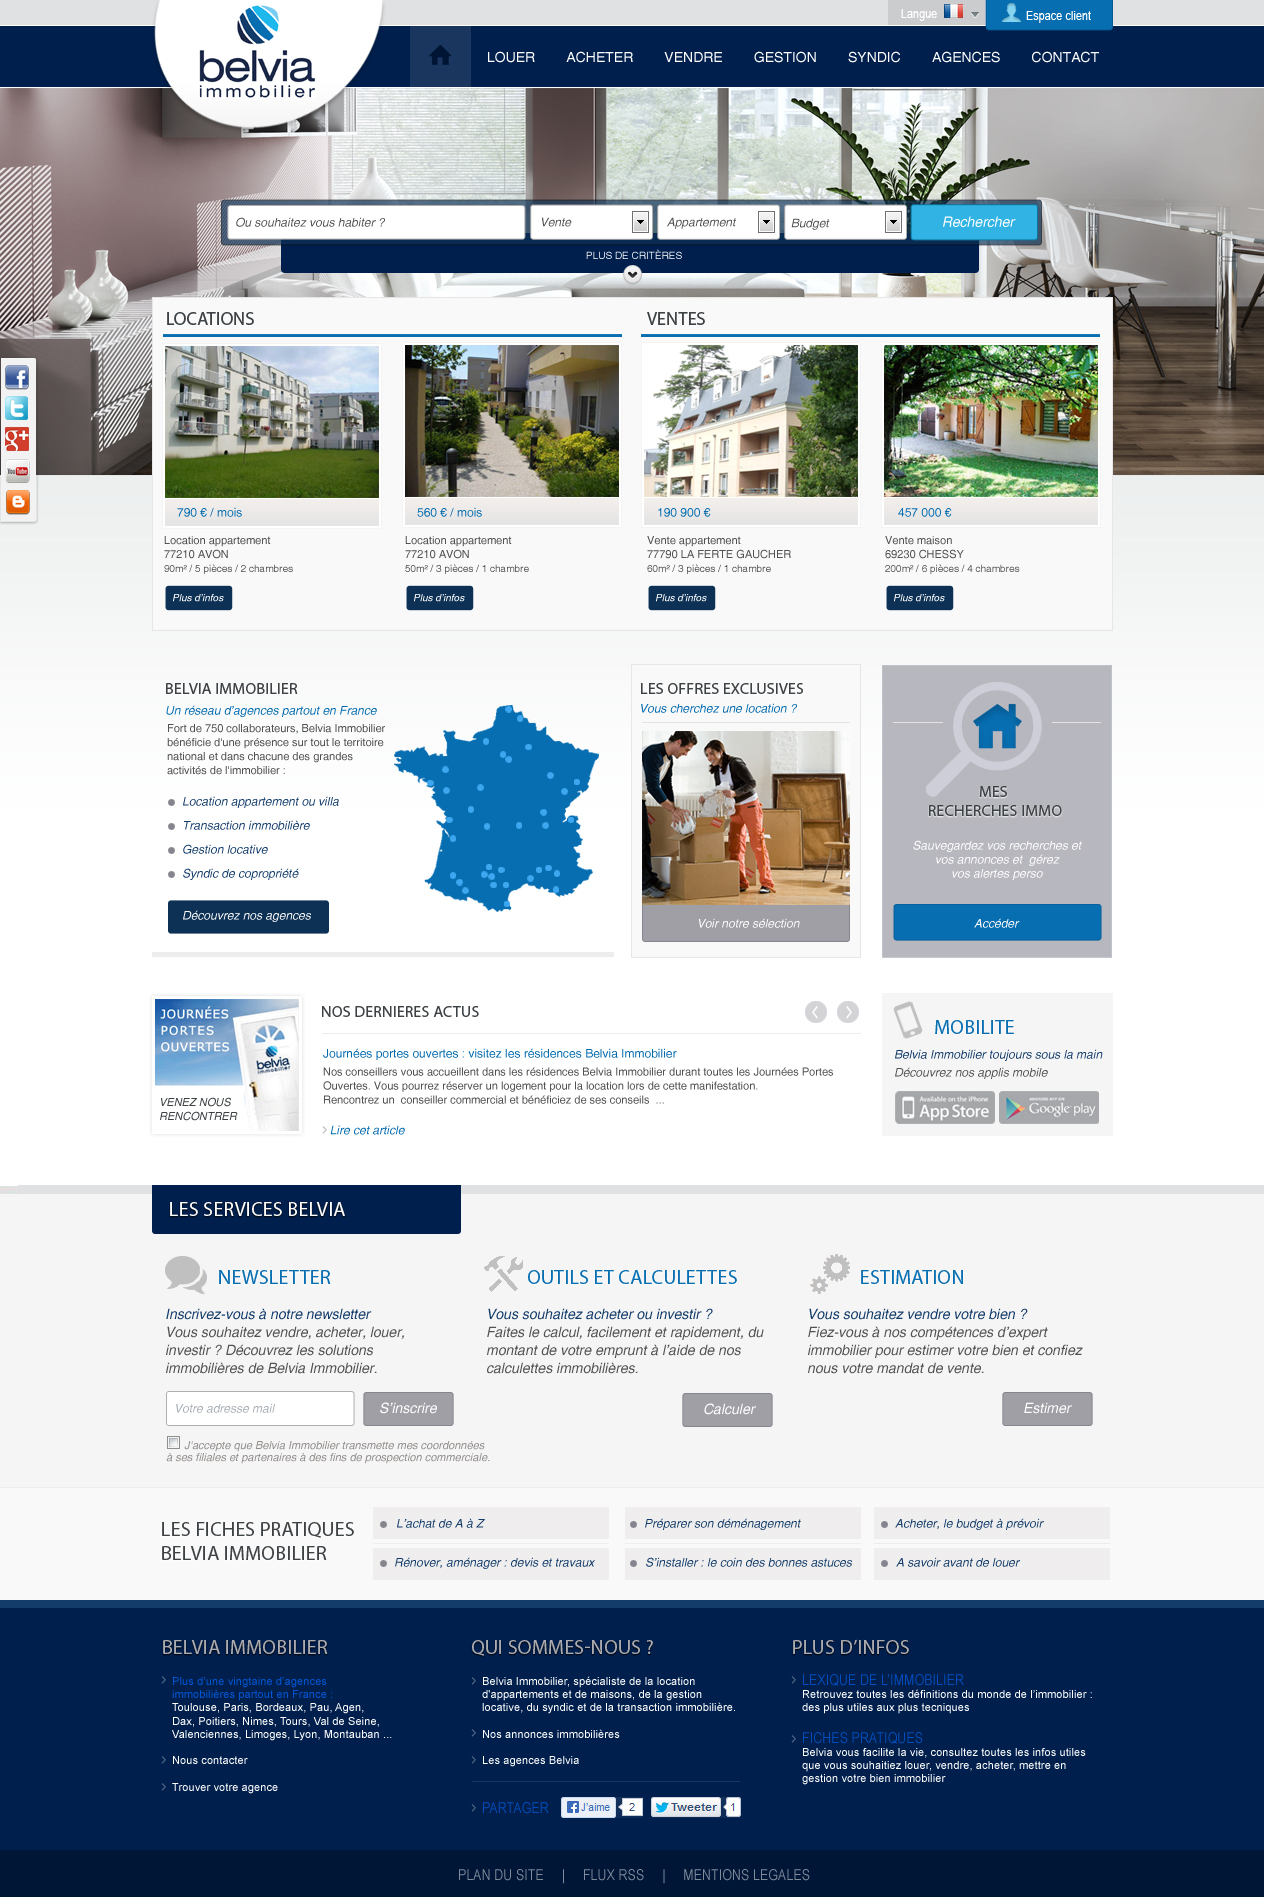 Langue
Espace client
belvia
immobilier
LOUER
ACHETER
VENDRE
GESTION
SYNDIC
AGENCES
CONTACT
Ou souhaitez vous habiter ?
Vente
Appartement
Budget
Rechercher
PLUS DE CRITÈRES
LOCATIONS
VENTES
790 € / mois
560 € / mois
190 900 €
457 000 €
Location appartement
77210 AVON
90m² / 5 pièces / 2 chambres
Plus d'infos
Location appartement
77210 AVON
50m² / 3 pièces / 1 chambre
Plus d'infos
Vente appartement
77790 LA FERTE GAUCHER
60m² / 3 pièces / 1 chambre
Plus d'infos
Vente maison
69230 CHESSY
200m² / 6 pièces / 4 chambres
Plus d'infos
You Tube
BELVIA IMMOBILIER
Un réseau d'agences partout en France
Fort de 750 collaborateurs, Belvia Immobilier
bénéficie d'une présence sur tout le territoire
national et dans chacune des grandes
activités de l'immobilier :
Location appartement ou villa
Transaction immobilière
Gestion locative
Syndic de copropriété
Découvrez nos agences
LES OFFRES EXCLUSIVES
Vous cherchez une location ?
Voir notre sélection
MES
RECHERCHES IMMO
Sauvegardez vos recherches et
vos annonces et gérez
vos alertes perso
Accéder
JOURNÉES
PORTES
OUVERTES
belvia
immobilier
VENEZ NOUS
RENCONTRER
NOS DERNIERES ACTUS
Journées portes ouvertes : visitez les résidences Belvia Immobilier
Nos conseillers vous accueillent dans les résidences Belvia Immobilier durant toutes les Journées Portes
Ouvertes. Vous pourrez réserver un logement pour la location lors de cette manifestation.
Rencontrez un conseiller commercial et bénéficiez de ses conseils ...
Lire cet article
MOBILITE
Belvia Immobilier toujours sous la main
Découvrez nos applis mobile
Available on the iPhone
App Store
ANDROID APP ON
Google play
LES SERVICES BELVIA
NEWSLETTER
Inscrivez-vous à notre newsletter
Vous souhaitez vendre, acheter, louer,
investir ? Découvrez les solutions
immobilières de Belvia Immobilier.
Votre adresse mail
S'inscrire
J'accepte que Belvia Immobilier transmette mes coordonnées
à ses filiales et partenaires à des fins de prospection commerciale.
OUTILS ET CALCULETTES
Vous souhaitez acheter ou investir ?
Faites le calcul, facilement et rapidement, du
montant de votre emprunt à l'aide de nos
calculettes immobilières.
Calculer
ESTIMATION
Vous souhaitez vendre votre bien ?
Fiez-vous à nos compétences d'expert
immobilier pour estimer votre bien et confiez
nous votre mandat de vente.
Estimer
LES FICHES PRATIQUES
BELVIA IMMOBILIER
L'achat de A à Z
Préparer son déménagement
Acheter, le budget à prévoir
Rénover, aménager : devis et travaux
S'installer : le coin des bonnes astuces
A savoir avant de louer
BELVIA IMMOBILIER
Plus d'une vingtaine d'agences
immobilières partout en France :
Toulouse, Paris, Bordeaux, Pau, Agen,
Dax, Poitiers, Nimes, Tours, Val de Seine,
Valenciennes, Limoges, Lyon, Montauban ...
Nous contacter
Trouver votre agence
QUI SOMMES-NOUS ?
Belvia Immobilier, spécialiste de la location
d'appartements et de maisons, de la gestion
locative, du syndic et de la transaction immobilière.
Nos annonces immobilières
Les agences Belvia
PARTAGER
J'aime
2
Tweeter
1
PLUS D'INFOS
LEXIQUE DE L'IMMOBILIER
Retrouvez toutes les définitions du monde de l'immobilier :
des plus utiles aux plus tecniques
FICHES PRATIQUES
Belvia vous facilite la vie, consultez toutes les infos utiles
que vous souhaitiez louer, vendre, acheter, mettre en
gestion votre bien immobilier
PLAN DU SITE | FLUX RSS | MENTIONS LEGALES